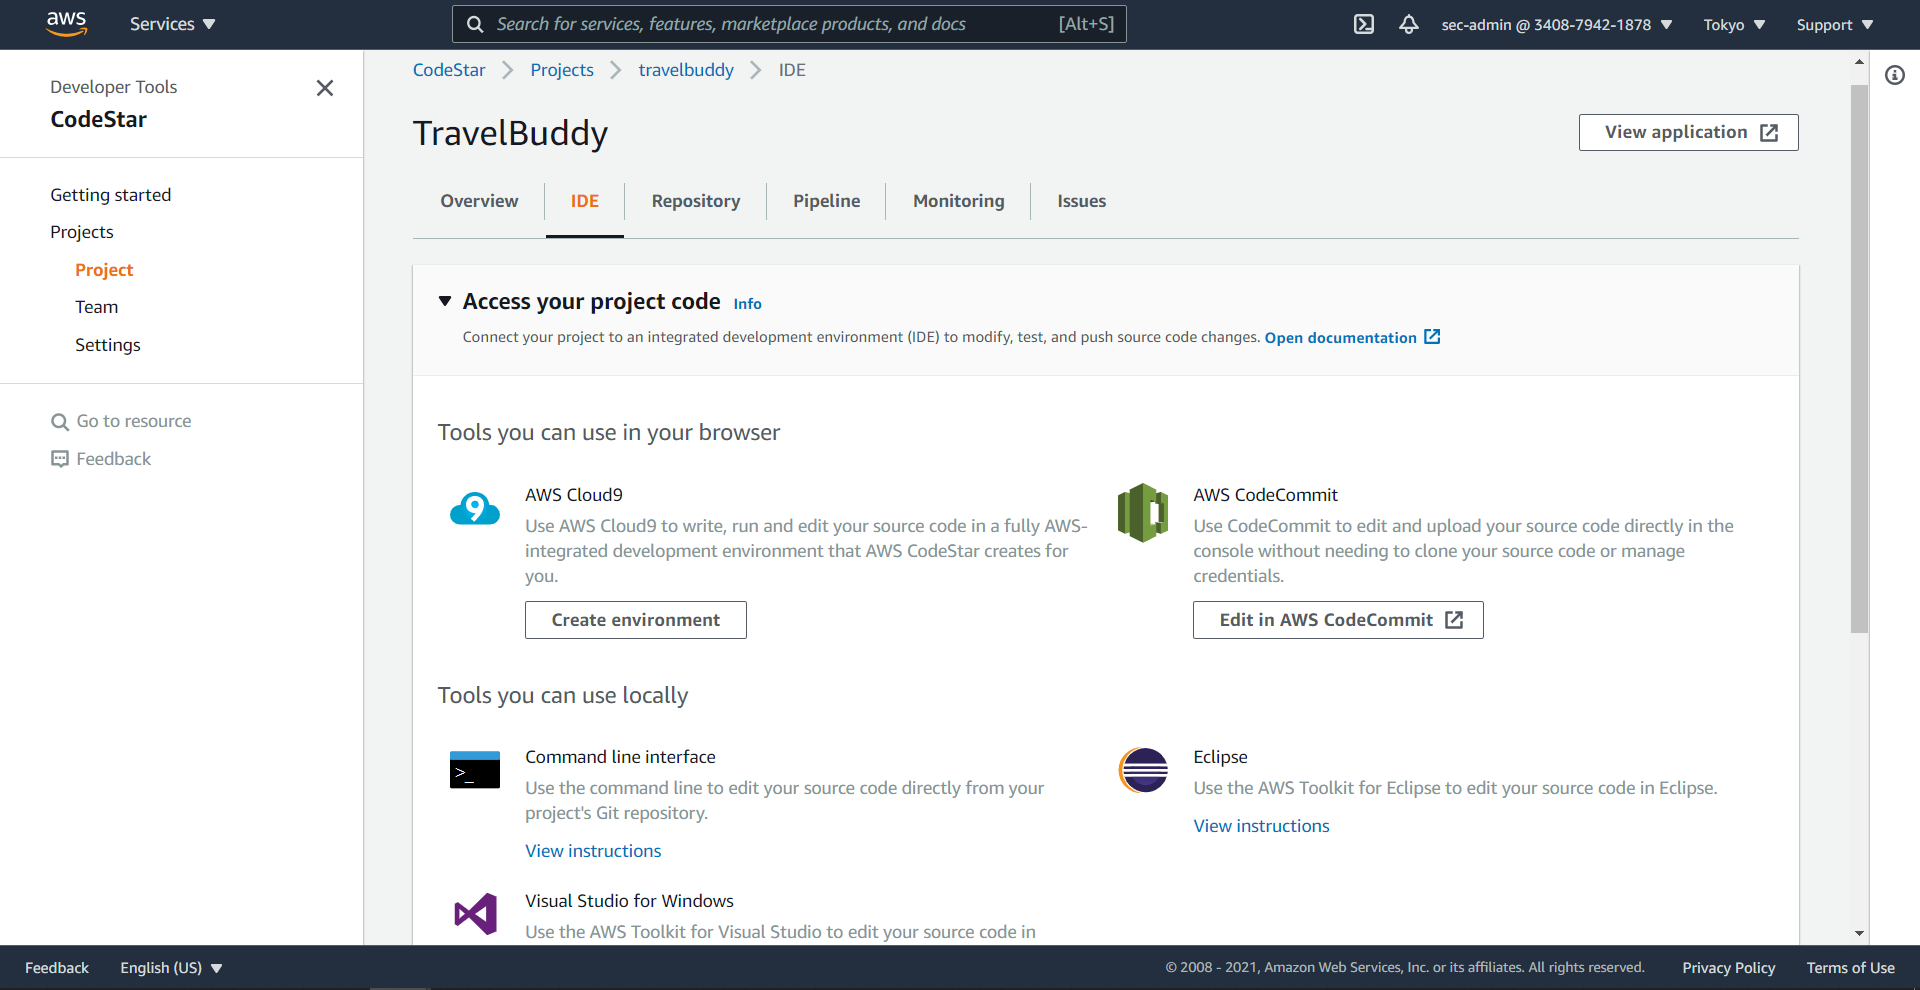 aws
Services
Search for services, features, marketplace products, and docs [Alt+S]
sec-admin @ 3408-7942-1878
Tokyo
Support
Developer Tools
CodeStar
Getting started
Projects
Project
Team
Settings
Go to resource
Feedback
CodeStar
Projects
travelbuddy
IDE
TravelBuddy
View application
Overview
IDE
Repository
Pipeline
Monitoring
Issues
Access your project code Info
Connect your project to an integrated development environment (IDE) to modify, test, and push source code changes. Open documentation
Tools you can use in your browser
9
AWS Cloud9
Use AWS Cloud9 to write, run and edit your source code in a fully AWS-
integrated development environment that AWS CodeStar creates for
you.
Create environment
AWS CodeCommit
Use CodeCommit to edit and upload your source code directly in the
console without needing to clone your source code or manage
credentials.
Edit in AWS CodeCommit
Tools you can use locally
>_
Command line interface
Use the command line to edit your source code directly from your
project's Git repository.
View instructions
Eclipse
Use the AWS Toolkit for Eclipse to edit your source code in Eclipse.
View instructions
Visual Studio for Windows
Use the AWS Toolkit for Visual Studio to edit your source code in
Feedback
English (US)
© 2008 - 2021, Amazon Web Services, Inc. or its affiliates. All rights reserved.
Privacy Policy
Terms of Use